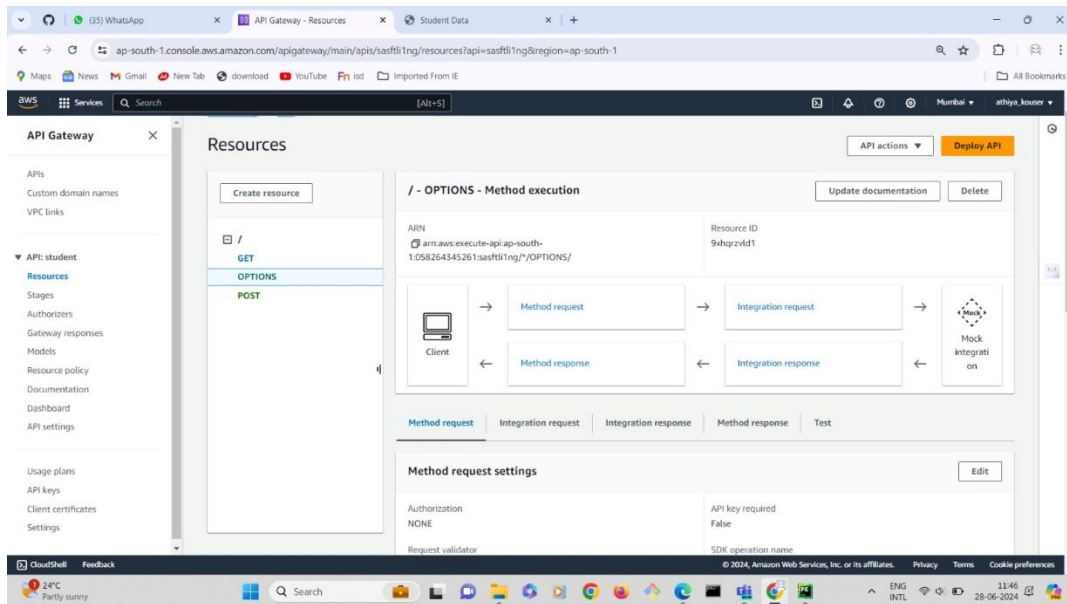 (35) WhatsApp
API Gateway - Resources
Student Data
ap-south-1.console.aws.amazon.com/apigateway/main/apis/sasftli1ng/resources?api=sasftli1ng&region=ap-south-1
Maps News Gmail New Tab download YouTube isd Imported From IE All Bookmarks
aws Services Search [Alt+S] Mumbai athiya_kouser
API Gateway
APIs
Custom domain names
VPC links
API: student
Resources
Stages
Authorizers
Gateway responses
Models
Resource policy
Documentation
Dashboard
API settings
Usage plans
API keys
Client certificates
Settings
Resources
API actions
Deploy API
Create resource
/
GET
OPTIONS
POST
/ - OPTIONS - Method execution
Update documentation
Delete
ARN
arn:aws:execute-api:ap-south-
1:058264345261:sasftli1ng/*/OPTIONS/
Resource ID
9xhqrzvld1
Client
Method request
Integration request
Method response
Integration response
Mock
Mock
integrati
on
Method request Integration request Integration response Method response Test
Method request settings
Edit
Authorization
NONE
API key required
False
Request validator
SDK operation name
CloudShell Feedback © 2024, Amazon Web Services, Inc. or its affiliates. Privacy Terms Cookie preferences
1
24°C
Partly sunny
Search
ENG
INTL
11:46
28-06-2024